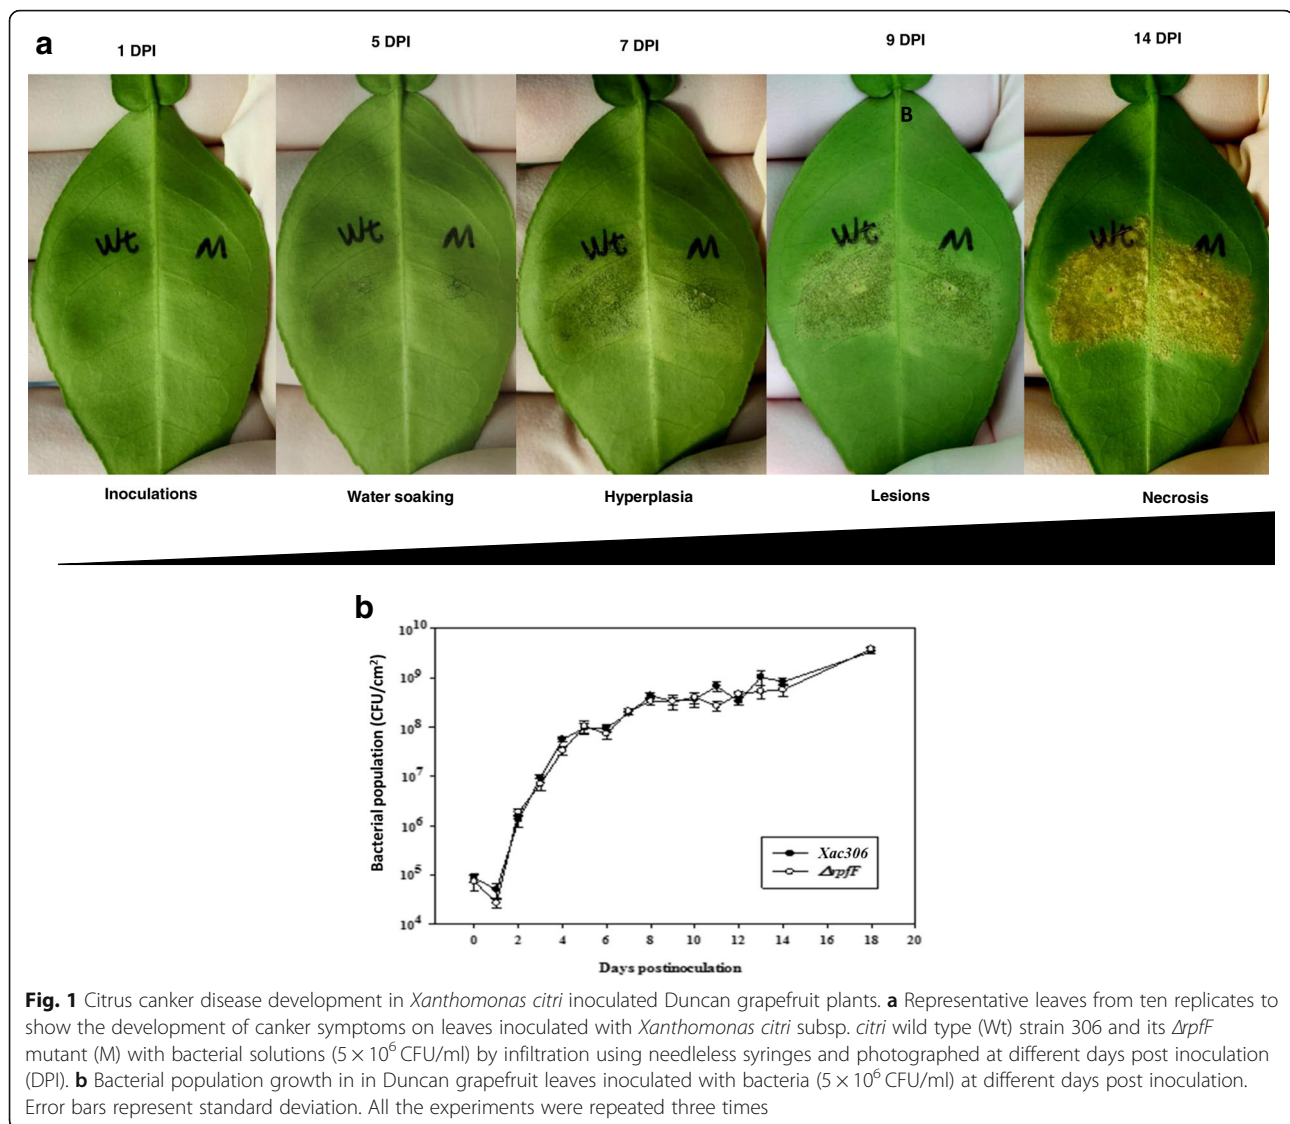 a
1 DPI 5 DPI 7 DPI 9 DPI 14 DPI
B
Wt M Wt M Wt M Wt M Wt M
Inoculations Water soaking Hyperplasia Lesions Necrosis
b
Bacterial population (CFU/cm²)
10¹⁰
10⁹
10⁸
10⁷
10⁶
10⁵
10⁴
Xac306
ΔrpfF
0 2 4 6 8 10 12 14 16 18 20
Days postinoculation
Fig. 1 Citrus canker disease development in Xanthomonas citri inoculated Duncan grapefruit plants. a Representative leaves from ten replicates to
show the development of canker symptoms on leaves inoculated with Xanthomonas citri subsp. citri wild type (Wt) strain 306 and its ΔrpfF
mutant (M) with bacterial solutions (5 × 10⁶ CFU/ml) by infiltration using needleless syringes and photographed at different days post inoculation
(DPI). b Bacterial population growth in in Duncan grapefruit leaves inoculated with bacteria (5 × 10⁶ CFU/ml) at different days post inoculation.
Error bars represent standard deviation. All the experiments were repeated three times